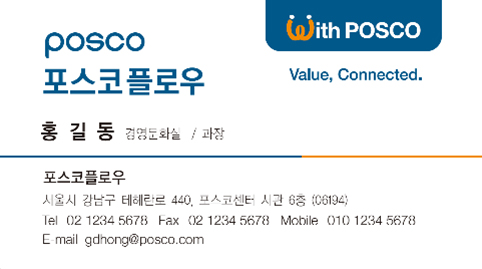 posco
With POSCO
포스코플로우
Value, Connected.
홍 길 동 경영문화실 / 과장
포스코플로우
서울시 강남구 테헤란로 440, 포스코센터 서관 6층 (06194)
Tel 02 1234 5678 Fax 02 1234 5678 Mobile 010 1234 5678
E-mail gdhong@posco.com